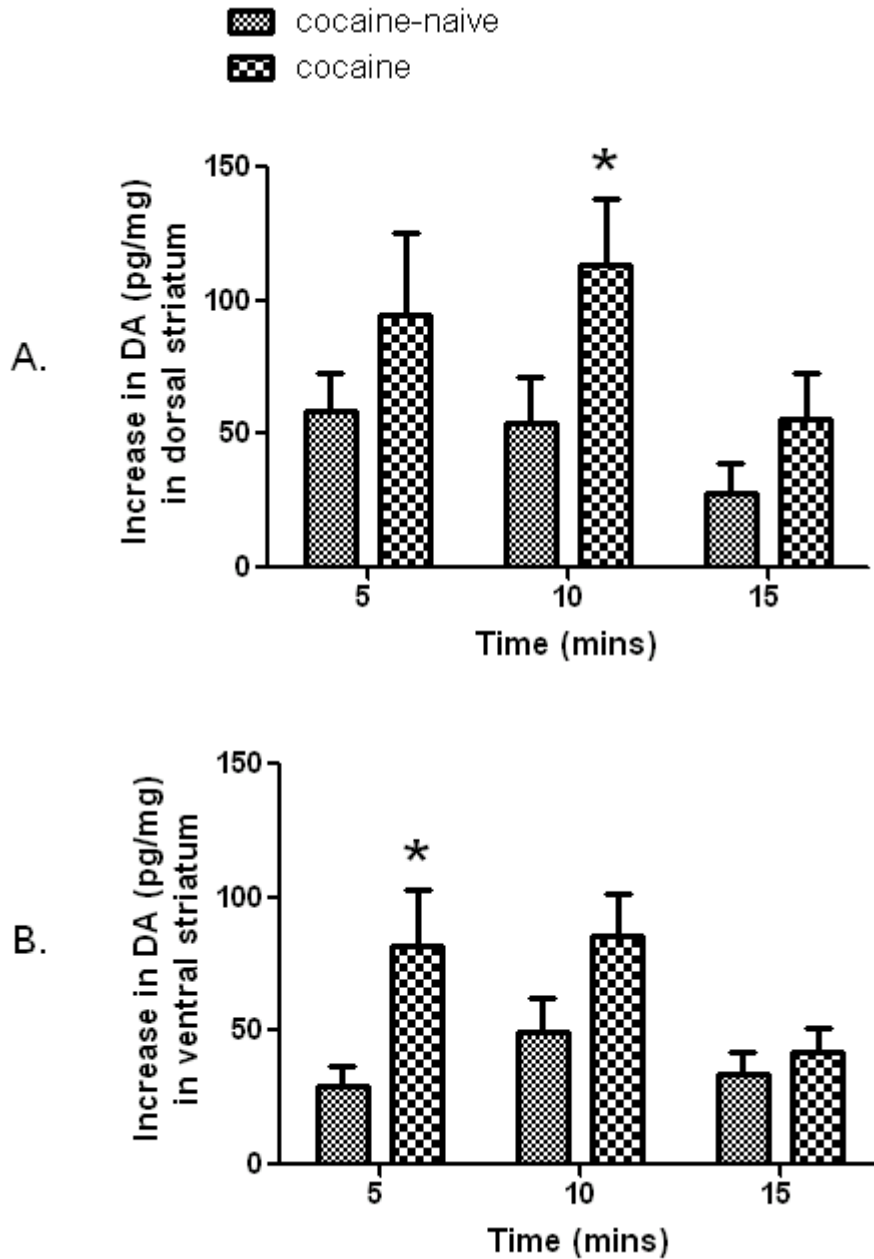 cocaine-naive
cocaine
A.
Increase in DA (pg/mg)
in dorsal striatum
150
100
50
0
*
5 10 15
Time (mins)
B.
Increase in DA (pg/mg)
in ventral striatum
150
100
50
0
*
5 10 15
Time (mins)